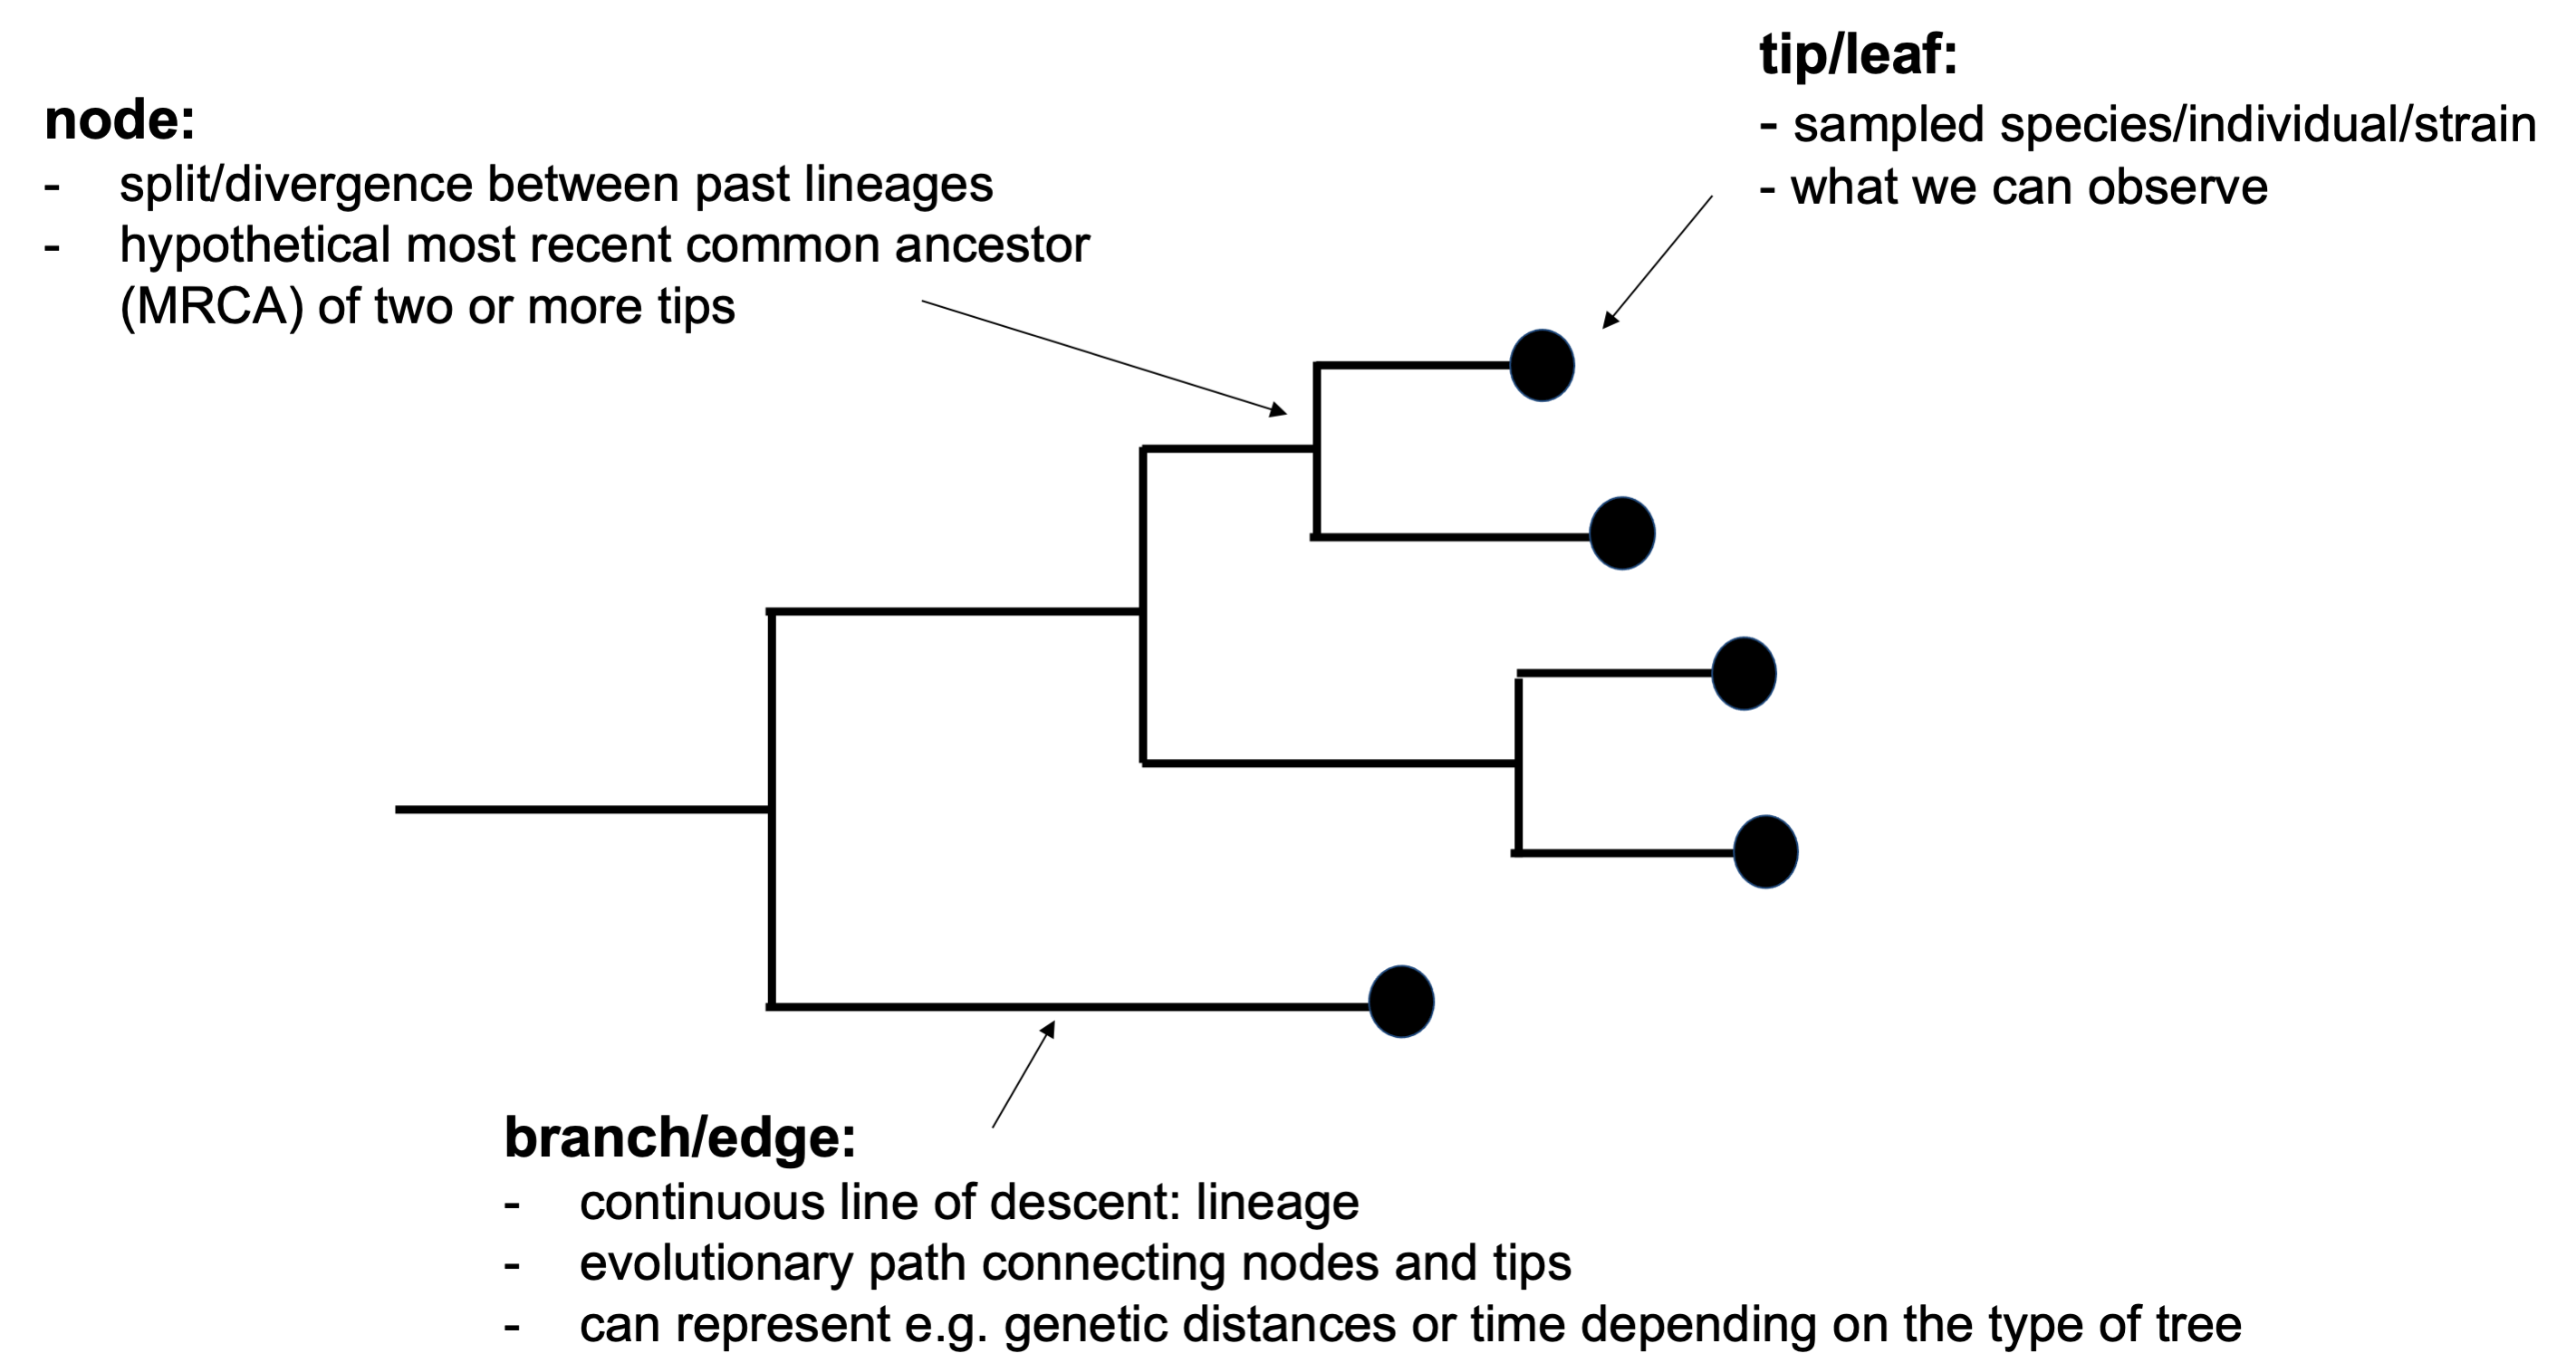 node:
- split/divergence between past lineages
- hypothetical most recent common ancestor
(MRCA) of two or more tips
tip/leaf:
- sampled species/individual/strain
- what we can observe
branch/edge:
- continuous line of descent: lineage
- evolutionary path connecting nodes and tips
- can represent e.g. genetic distances or time depending on the type of tree